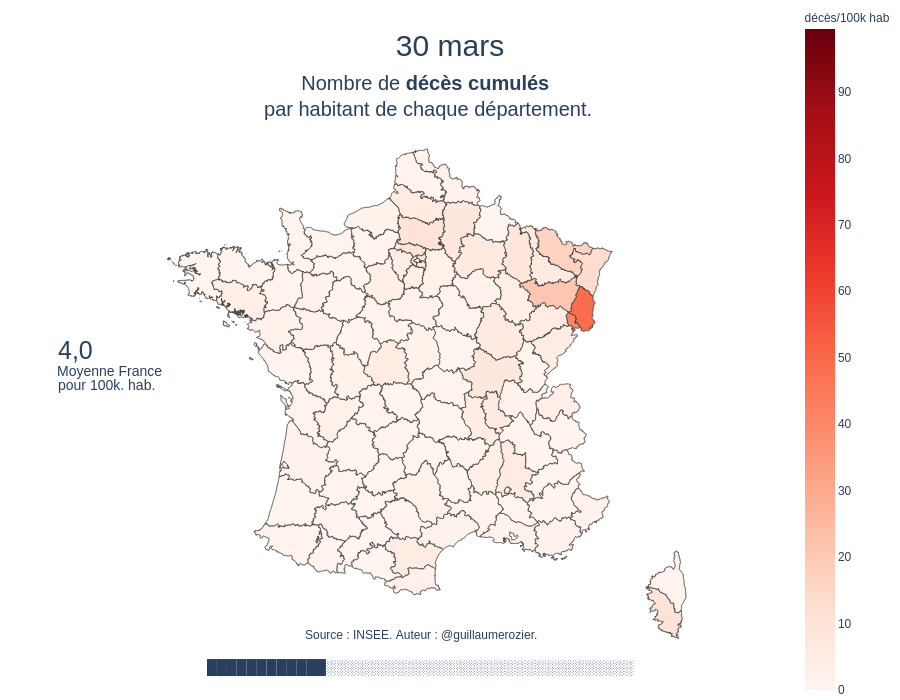 décès/100k hab
30 mars
Nombre de décès cumulés
par habitant de chaque département.
90
80
70
60
50
40
30
20
10
0
4,0
Moyenne France
pour 100k. hab.
Source : INSEE. Auteur : @guillaumerozier.